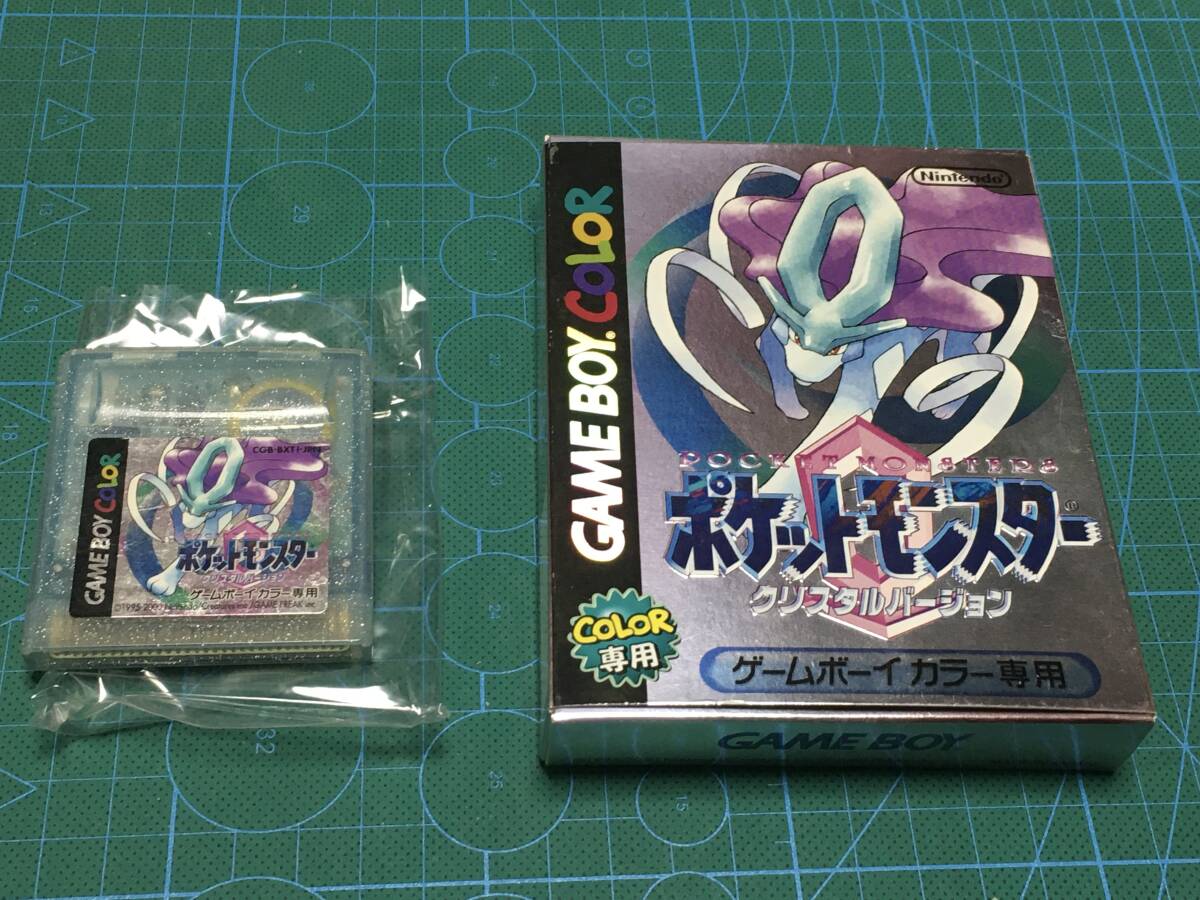 CGB-BXTJ-JPN
GAME BOY COLOR
ポケットモンスター
クリスタルバージョン
ゲームボーイカラー専用
Nintendo®
GAME BOY COLOR
POCKET MONSTERS
ポケットモンスター
クリスタルバージョン
COLOR
専用
ゲームボーイ カラー専用
GAME BOY
20
32
25
15